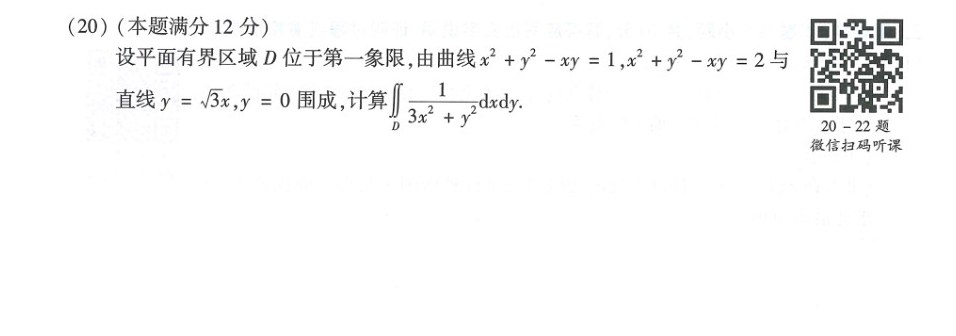 (20)(本题满分12分)
设平面有界区域 D 位于第一象限,由曲线 x² + y² − xy = 1, x² + y² − xy = 2 与
直线 y = √3x, y = 0 围成,计算∬_D 1/(3x² + y²) dxdy.
20 − 22 题
微信扫码听课